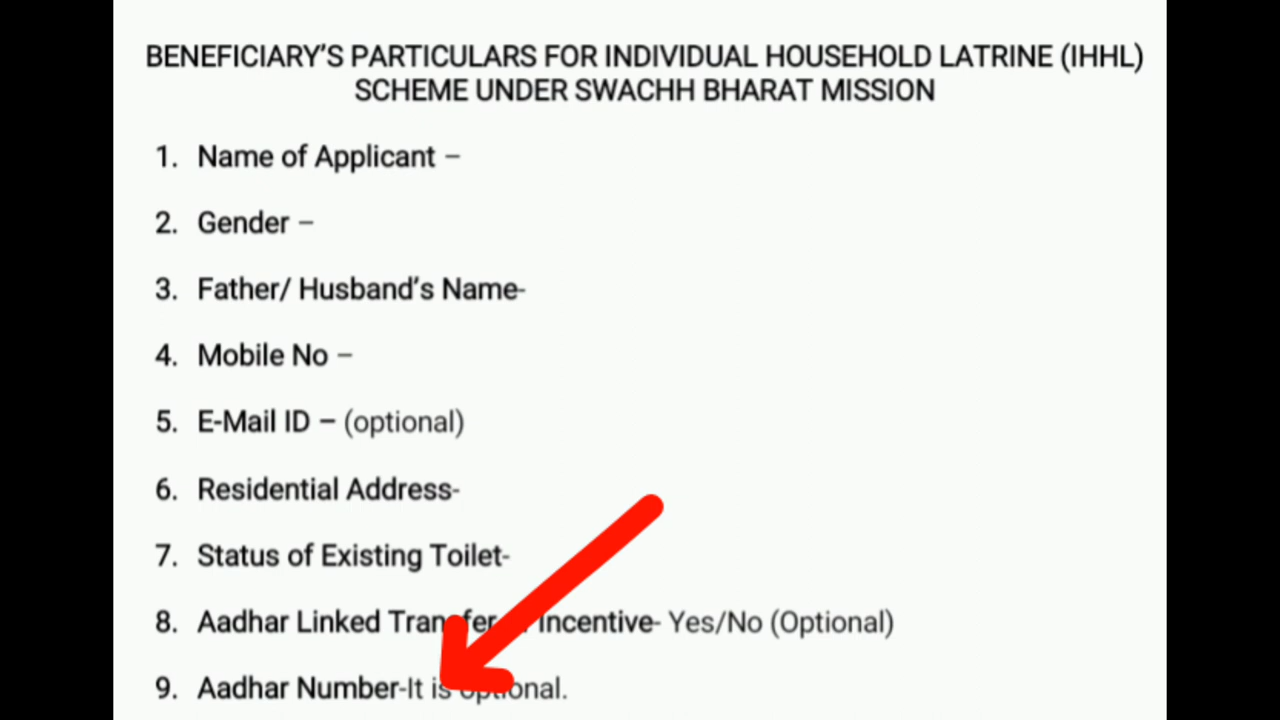 BENEFICIARY'S PARTICULARS FOR INDIVIDUAL HOUSEHOLD LATRINE (IHHL)
SCHEME UNDER SWACHH BHARAT MISSION
1. Name of Applicant –
2. Gender –
3. Father/ Husband's Name-
4. Mobile No –
5. E-Mail ID – (optional)
6. Residential Address-
7. Status of Existing Toilet-
8. Aadhar Linked Transfer Incentive- Yes/No (Optional)
9. Aadhar Number-It is optional.